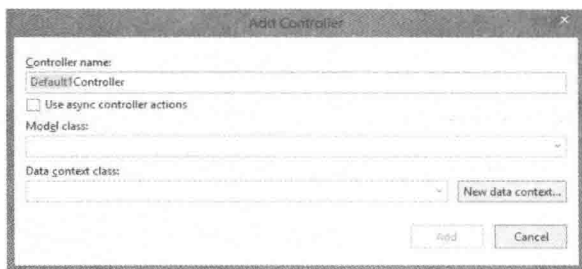 Add Controller
Controller name:
Default1Controller
Use async controller actions
Model class:
Data context class:
New data context...
Add
Cancel